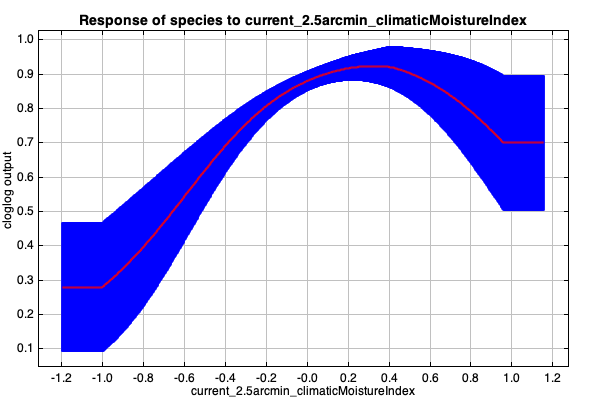 Response of species to current_2.5arcmin_climaticMoistureIndex
1.0
0.9
0.8
0.7
0.6
0.5
0.4
0.3
0.2
0.1
cloglog output
-1.2 -1.0 -0.8 -0.6 -0.4 -0.2 -0.0 0.2 0.4 0.6 0.8 1.0 1.2
current_2.5arcmin_climaticMoistureIndex